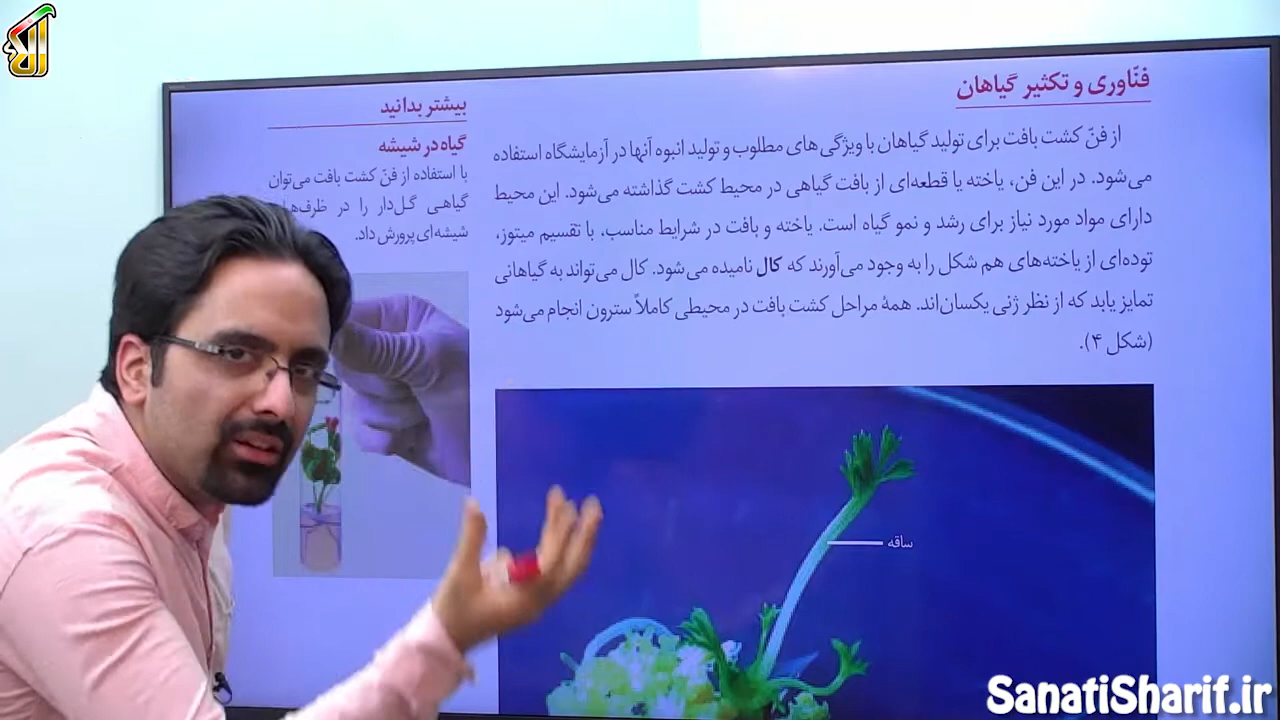 فنّاوری و تکثیر گیاهان
از فنّ کشت بافت برای تولید گیاهان با ویژگی‌های مطلوب و تولید انبوه آنها در آزمایشگاه استفاده
می‌شود. در این فن، یاخته یا قطعه‌ای از بافت گیاهی در محیط کشت گذاشته می‌شود. این محیط
دارای مواد مورد نیاز برای رشد و نمو گیاه است. یاخته و بافت در شرایط مناسب، با تقسیم میتوز،
توده‌ای از یاخته‌های هم شکل را به وجود می‌آورند که کال نامیده می‌شود. کال می‌تواند به گیاهانی
تمایز یابد که از نظر ژنی یکسان‌اند. همهٔ مراحل کشت بافت در محیطی کاملاً سترون انجام می‌شود
(شکل ۴).
ساقه
بیشتر بدانید
گیاه در شیشه
با استفاده از فنّ کشت بافت می‌توان
گیاهی گل‌دار را در ظرف‌های
شیشه‌ای پرورش داد.
SanatiSharif.ir